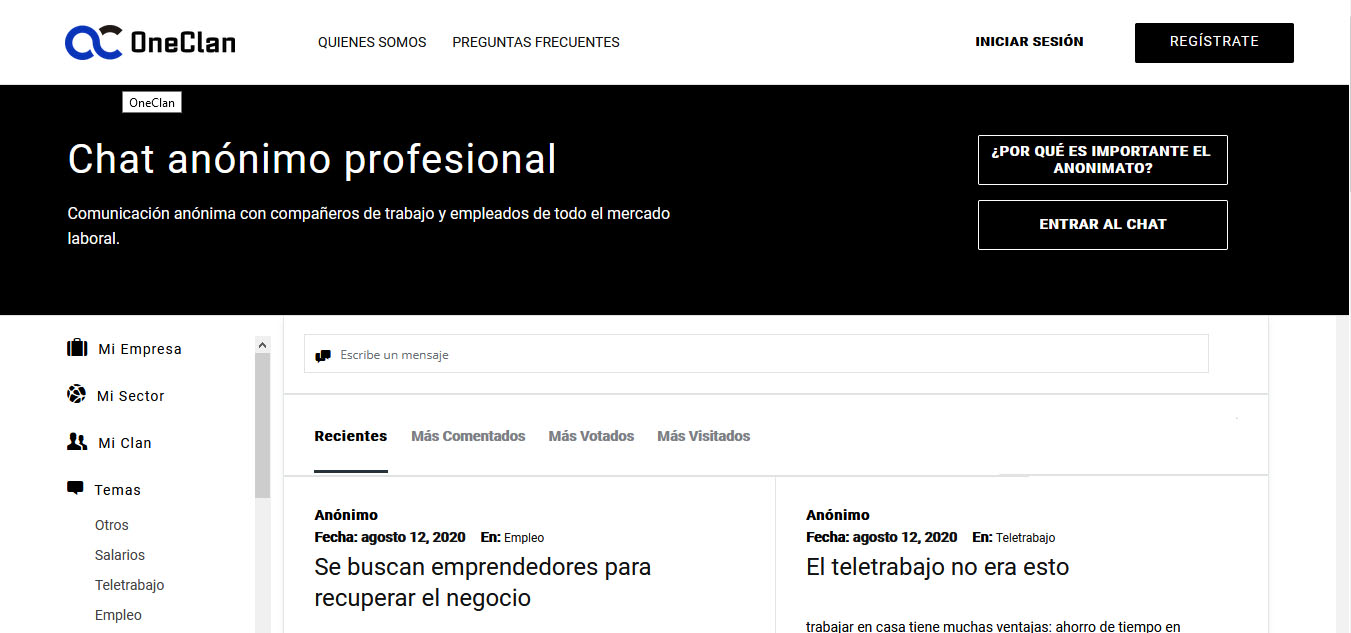 OneClan
QUIENES SOMOS
PREGUNTAS FRECUENTES
INICIAR SESIÓN
REGÍSTRATE
OneClan
Chat anónimo profesional
Comunicación anónima con compañeros de trabajo y empleados de todo el mercado
laboral.
¿POR QUÉ ES IMPORTANTE EL
ANONIMATO?
ENTRAR AL CHAT
Mi Empresa
Mi Sector
Mi Clan
Temas
Otros
Salarios
Teletrabajo
Empleo
Escribe un mensaje
Recientes
Más Comentados
Más Votados
Más Visitados
Anónimo
Fecha: agosto 12, 2020 En: Empleo
Se buscan emprendedores para
recuperar el negocio
Anónimo
Fecha: agosto 12, 2020 En: Teletrabajo
El teletrabajo no era esto
trabajar en casa tiene muchas ventajas: ahorro de tiempo en